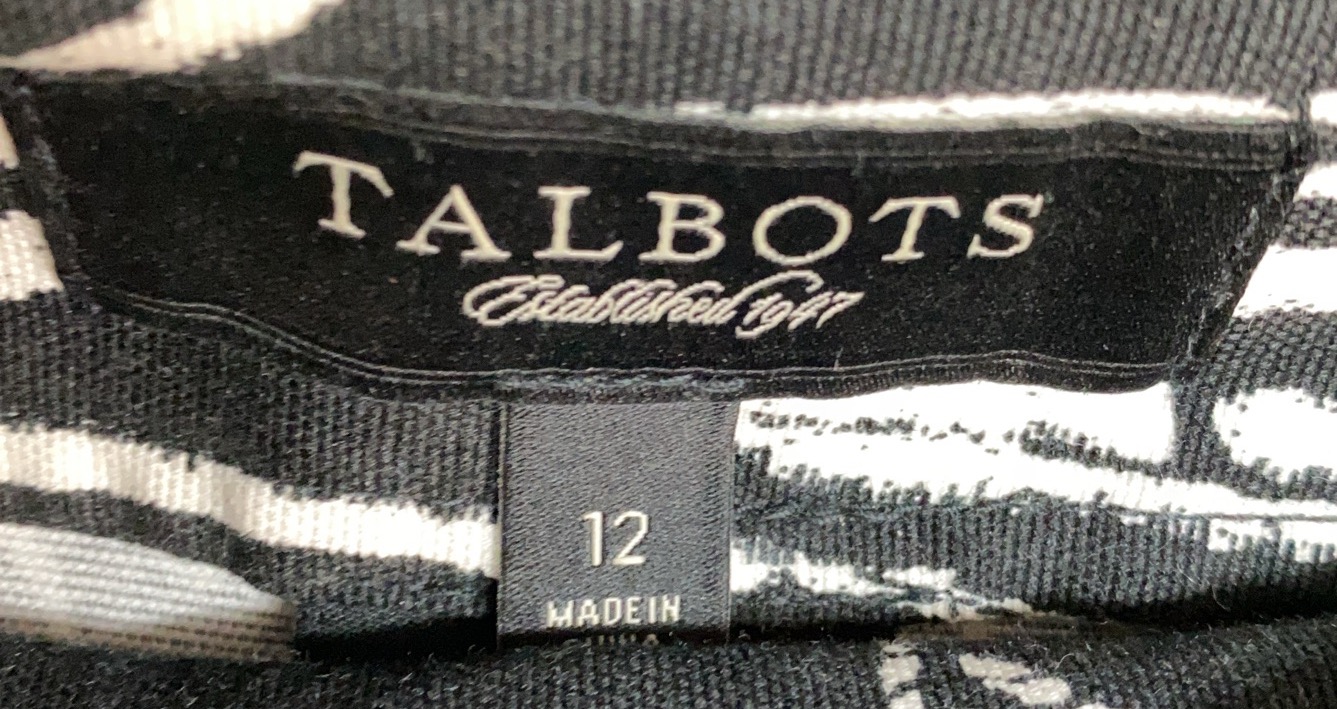 TALBOTS
Established 1947
12
MADE IN